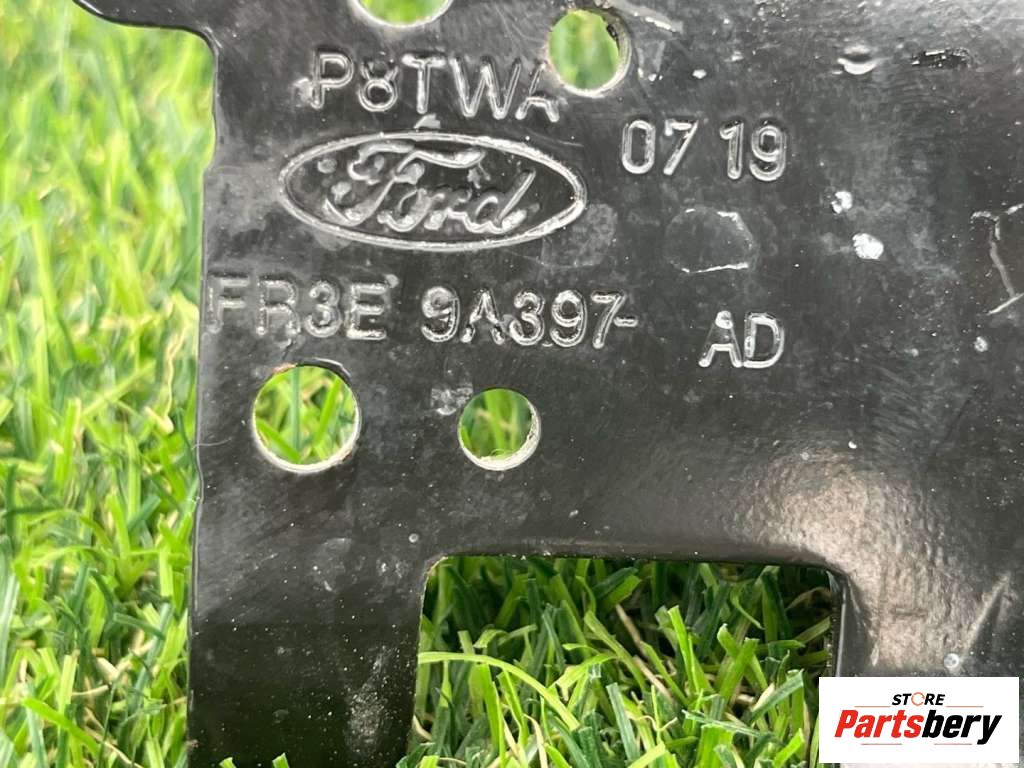 P8TWA
Ford
07 19
FR3E 9A397- AD
STORE
Partsbery